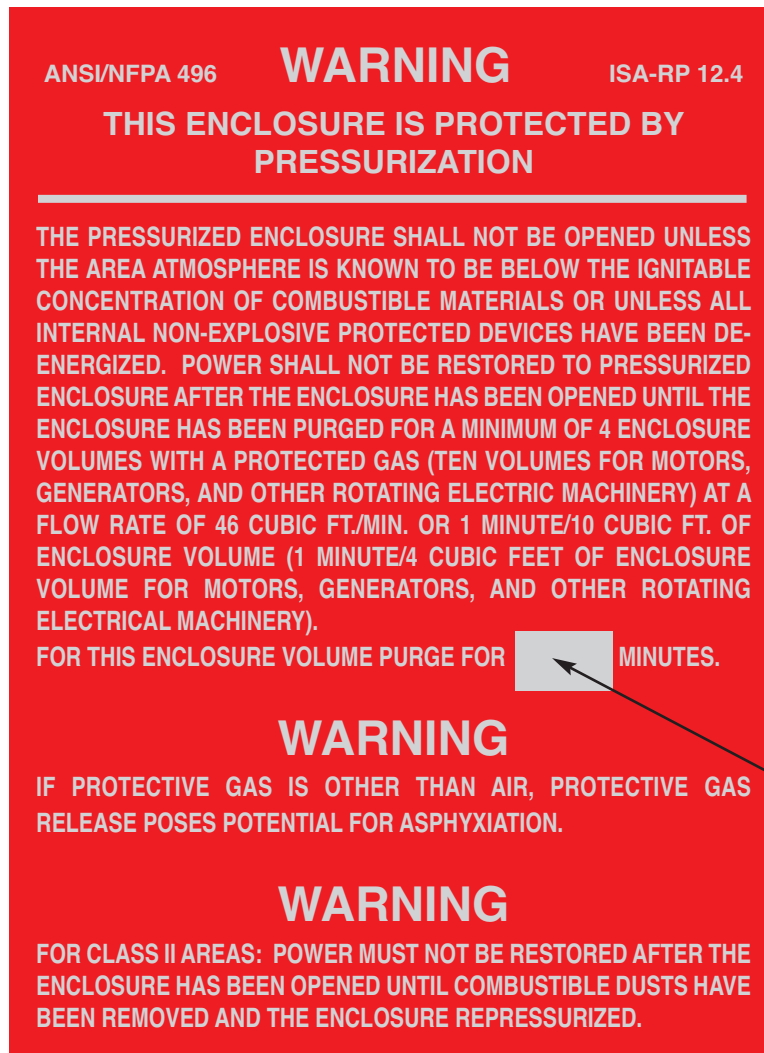 ANSI/NFPA 496 WARNING ISA-RP 12.4
THIS ENCLOSURE IS PROTECTED BY
PRESSURIZATION
THE PRESSURIZED ENCLOSURE SHALL NOT BE OPENED UNLESS
THE AREA ATMOSPHERE IS KNOWN TO BE BELOW THE IGNITABLE
CONCENTRATION OF COMBUSTIBLE MATERIALS OR UNLESS ALL
INTERNAL NON-EXPLOSIVE PROTECTED DEVICES HAVE BEEN DE-
ENERGIZED. POWER SHALL NOT BE RESTORED TO PRESSURIZED
ENCLOSURE AFTER THE ENCLOSURE HAS BEEN OPENED UNTIL THE
ENCLOSURE HAS BEEN PURGED FOR A MINIMUM OF 4 ENCLOSURE
VOLUMES WITH A PROTECTED GAS (TEN VOLUMES FOR MOTORS,
GENERATORS, AND OTHER ROTATING ELECTRIC MACHINERY) AT A
FLOW RATE OF 46 CUBIC FT./MIN. OR 1 MINUTE/10 CUBIC FT. OF
ENCLOSURE VOLUME (1 MINUTE/4 CUBIC FEET OF ENCLOSURE
VOLUME FOR MOTORS, GENERATORS, AND OTHER ROTATING
ELECTRICAL MACHINERY).
FOR THIS ENCLOSURE VOLUME PURGE FOR MINUTES.
WARNING
IF PROTECTIVE GAS IS OTHER THAN AIR, PROTECTIVE GAS
RELEASE POSES POTENTIAL FOR ASPHYXIATION.
WARNING
FOR CLASS II AREAS: POWER MUST NOT BE RESTORED AFTER THE
ENCLOSURE HAS BEEN OPENED UNTIL COMBUSTIBLE DUSTS HAVE
BEEN REMOVED AND THE ENCLOSURE REPRESSURIZED.